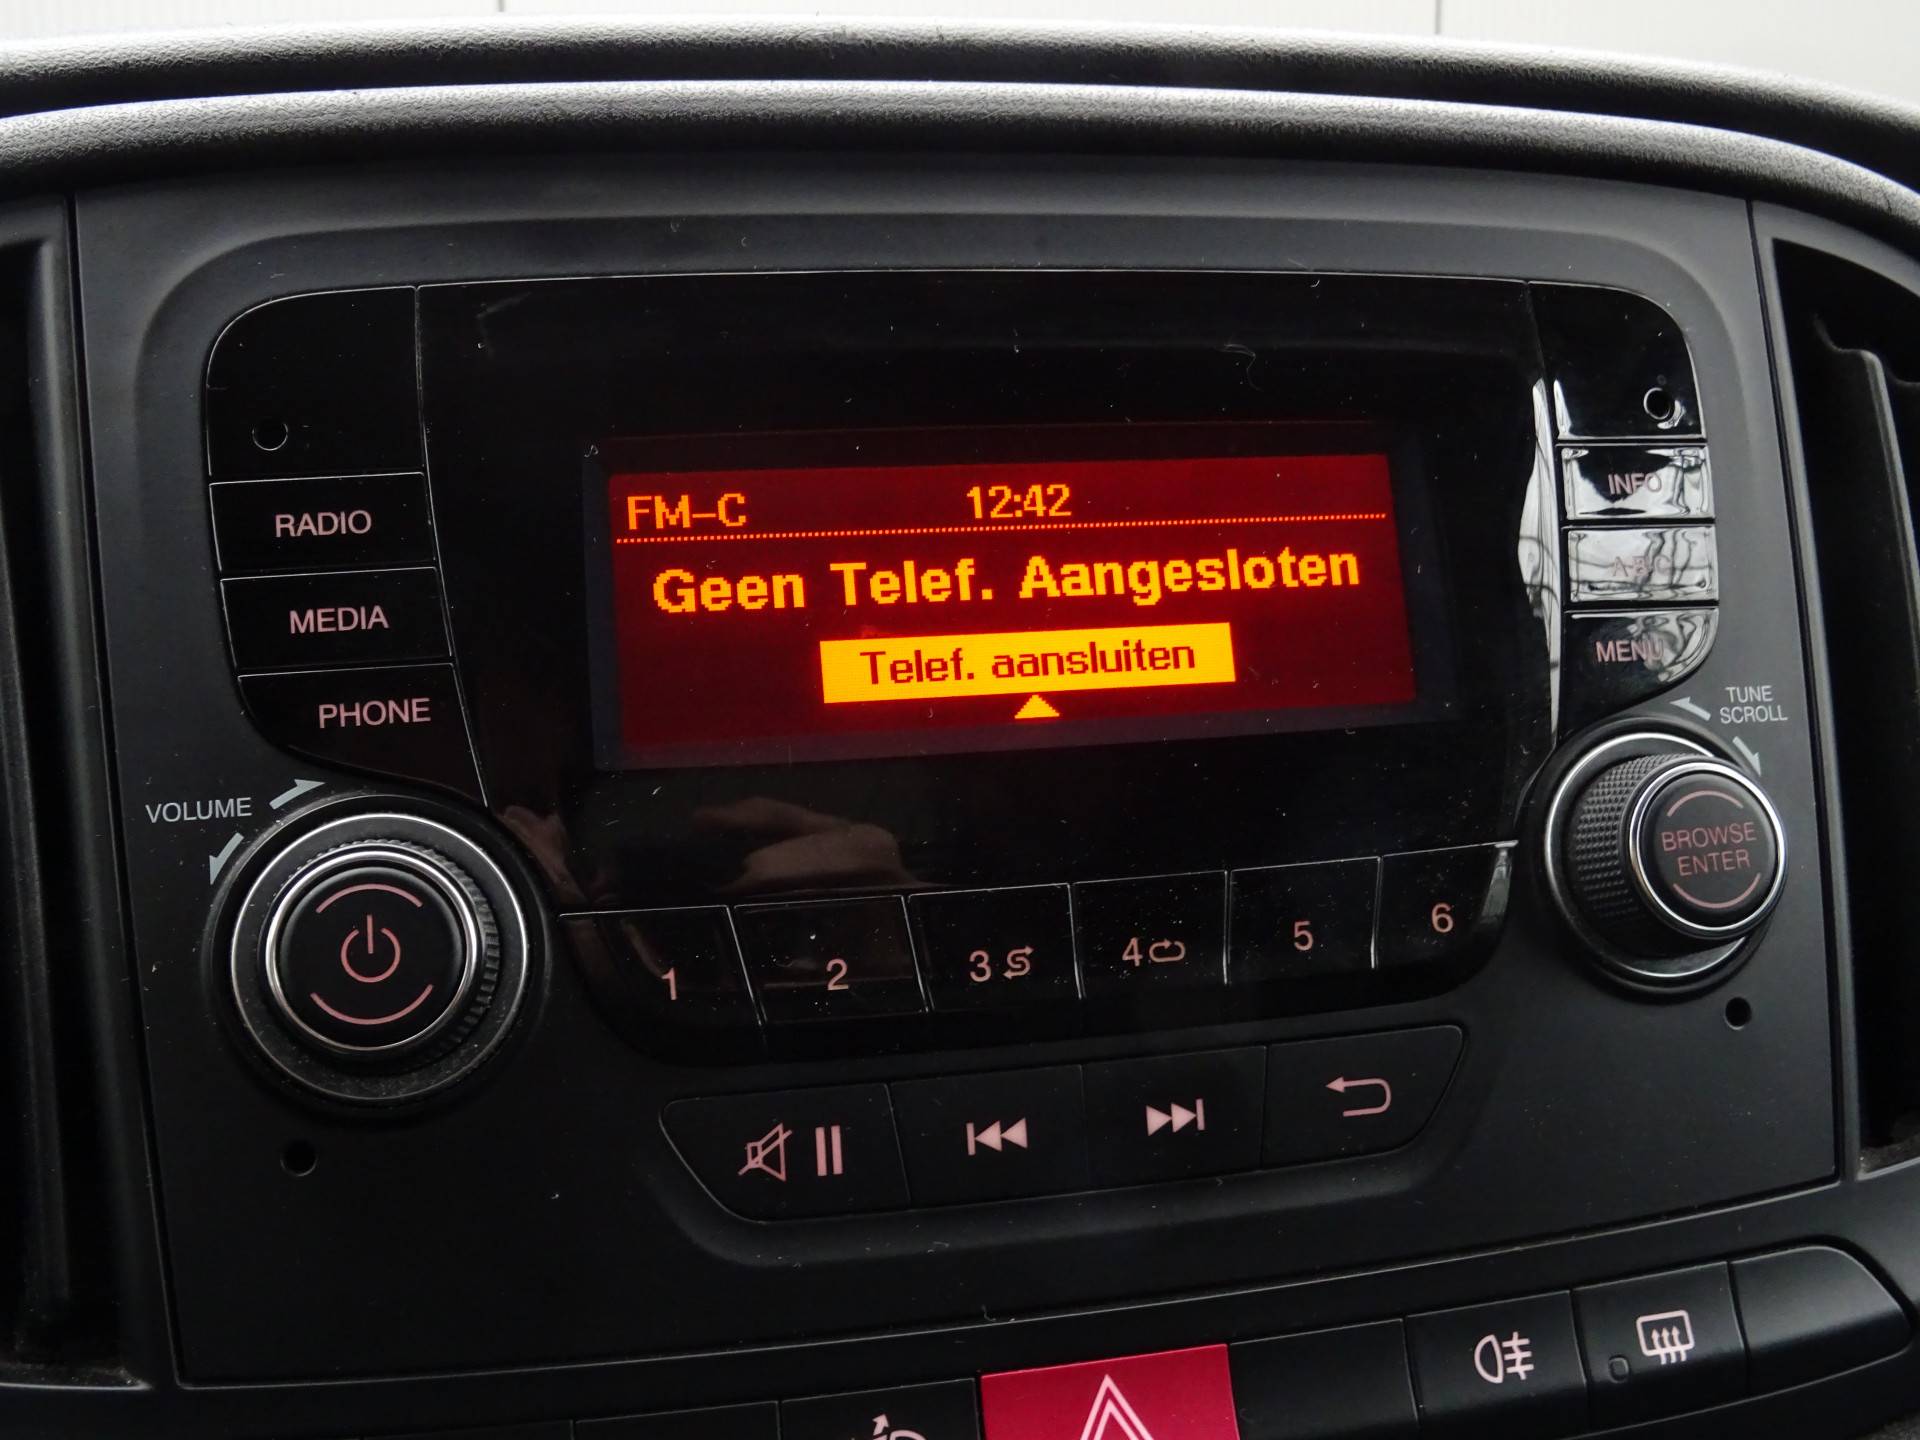 FM-C 12:42
Geen Telef. Aangesloten
Telef. aansluiten
RADIO
MEDIA
PHONE
INFO
A-B-C
MENU
VOLUME
TUNE
SCROLL
BROWSE
ENTER
1 2 3 4 5 6